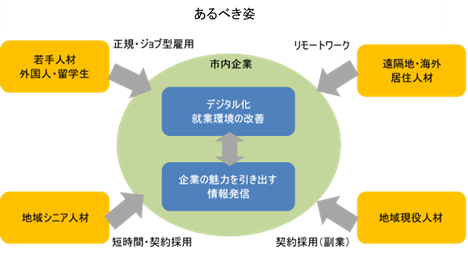 あるべき姿
正規・ジョブ型雇用
リモートワーク
若手人材
外国人・留学生
市内企業
遠隔地・海外
居住人材
デジタル化
就業環境の改善
企業の魅力を引き出す
情報発信
地域シニア人材
地域現役人材
短時間・契約採用
契約採用(副業)